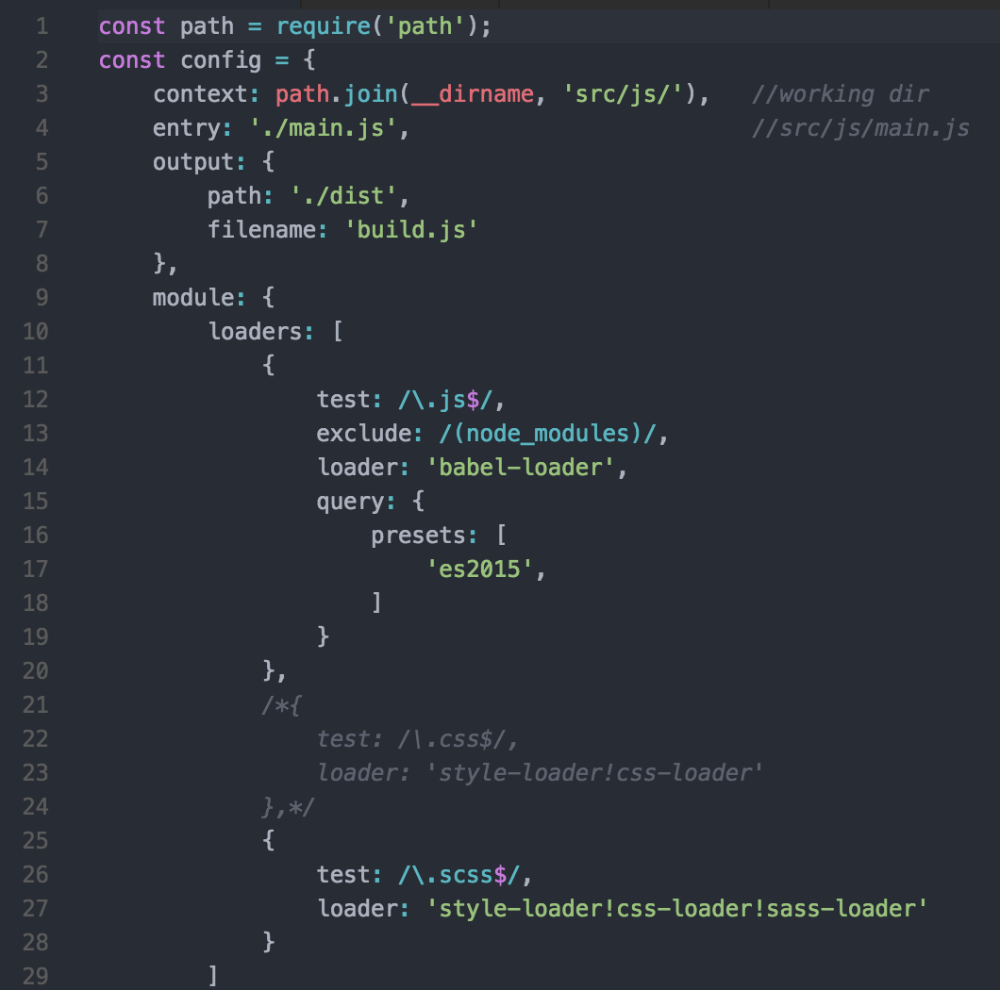 1 const path = require('path');
2 const config = {
3     context: path.join(__dirname, 'src/js/'),   //working dir
4     entry: './main.js',                         //src/js/main.js
5     output: {
6         path: './dist',
7         filename: 'build.js'
8     },
9     module: {
10         loaders: [
11             {
12                 test: /\.js$/,
13                 exclude: /(node_modules)/,
14                 loader: 'babel-loader',
15                 query: {
16                     presets: [
17                         'es2015',
18                     ]
19                 }
20             },
21             /*{
22                 test: /\.css$/,
23                 loader: 'style-loader!css-loader'
24             },*/
25             {
26                 test: /\.scss$/,
27                 loader: 'style-loader!css-loader!sass-loader'
28             }
29         ]